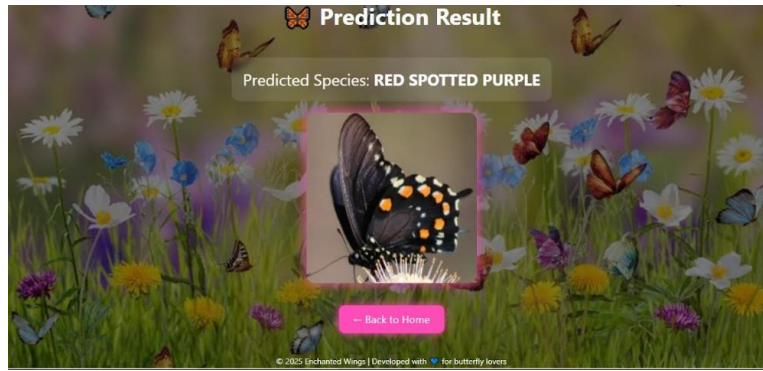 🦋 Prediction Result
Predicted Species: RED SPOTTED PURPLE
← Back to Home
© 2025 Enchanted Wings | Developed with 💙 for butterfly lovers